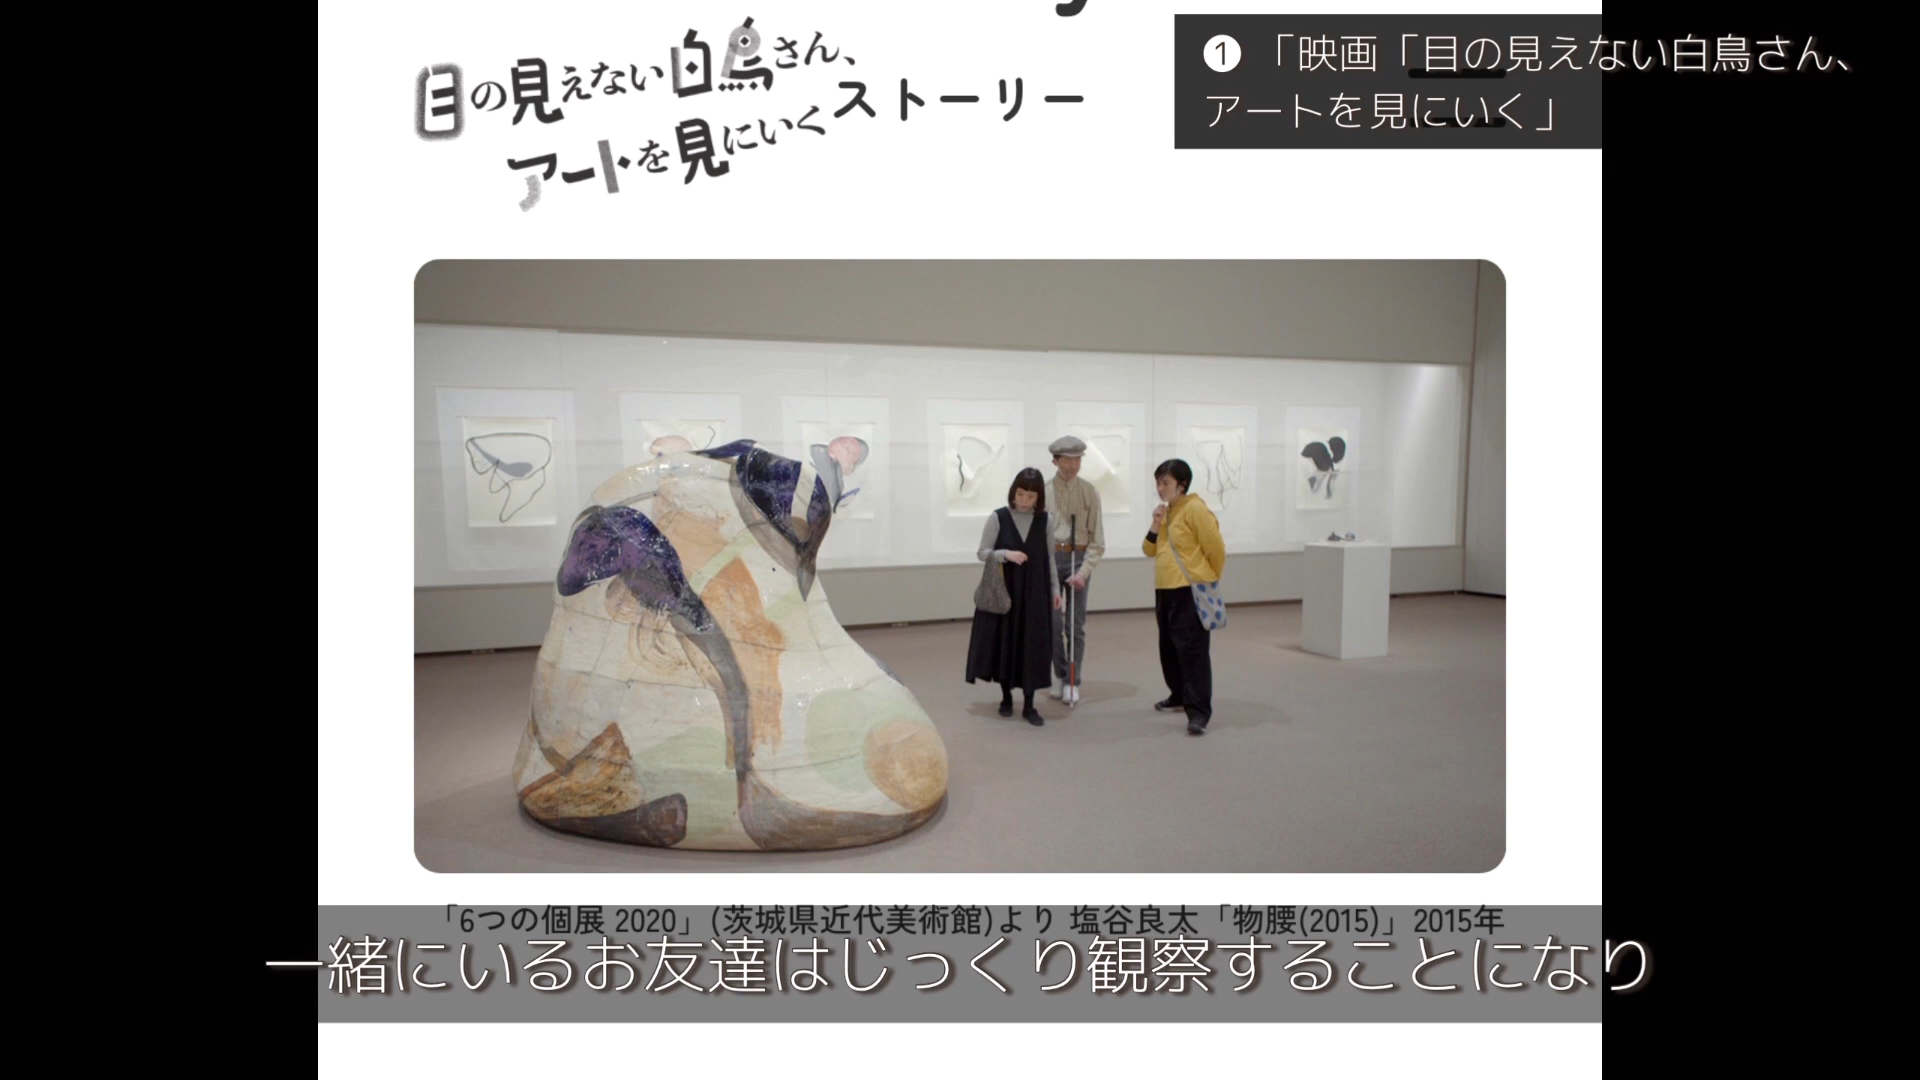 目の見えない白鳥さん、
アートを見にいくストーリー
❶「映画「目の見えない白鳥さん、
アートを見にいく」
「6つの個展 2020」(茨城県近代美術館)より 塩谷良太「物腰(2015)」2015年
一緒にいるお友達はじっくり観察することになり